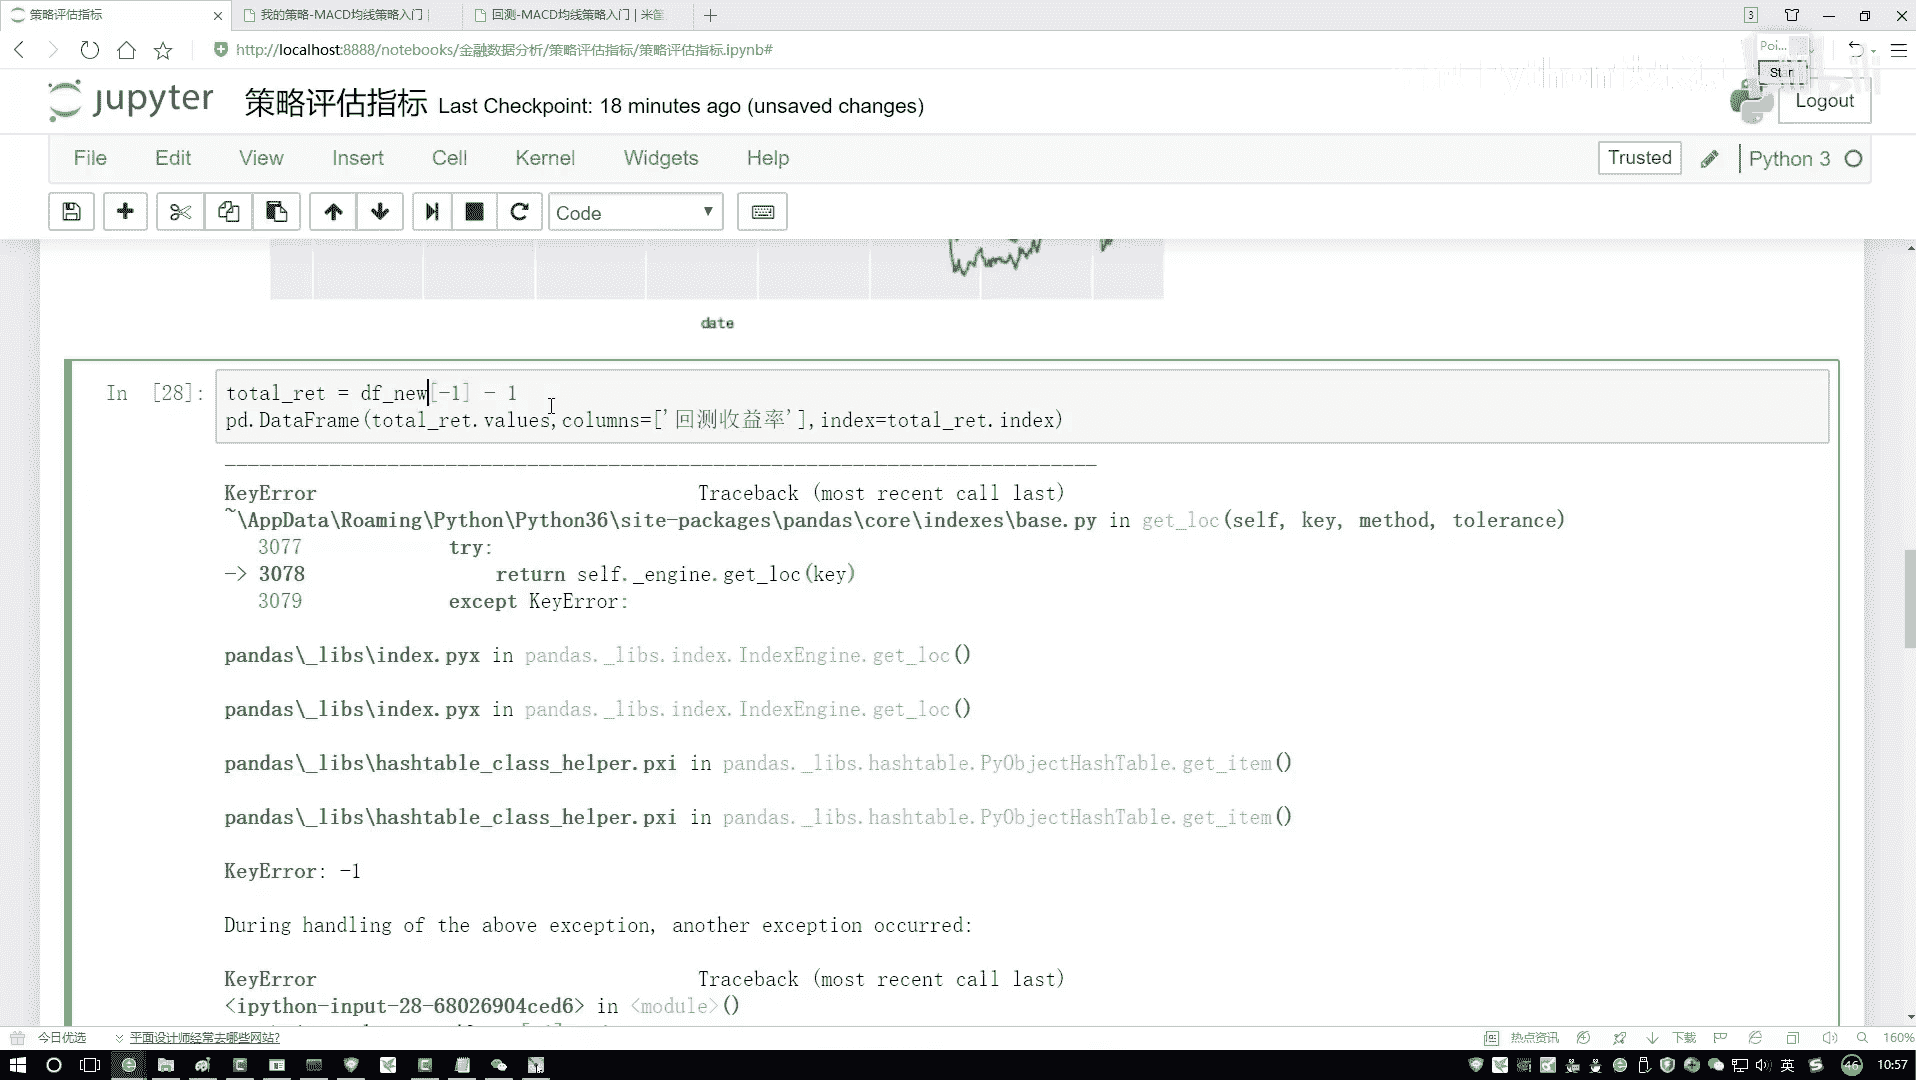 策略评估指标
我的策略-MACD均线策略入门 |
回测-MACD均线策略入门 | 米筐
3
http://localhost:8888/notebooks/金融数据分析/策略评估指标/策略评估指标.ipynb#
Poi...
Star
jupyter 策略评估指标 Last Checkpoint: 18 minutes ago (unsaved changes)
Logout
File Edit View Insert Cell Kernel Widgets Help
Trusted Python 3
Code
date
In [28]: total_ret = df_new[-1] - 1
pd.DataFrame(total_ret.values,columns=['回测收益率'],index=total_ret.index)
---------------------------------------------------------------------------
KeyError Traceback (most recent call last)
~\AppData\Roaming\Python\Python36\site-packages\pandas\core\indexes\base.py in get_loc(self, key, method, tolerance)
3077 try:
-> 3078 return self._engine.get_loc(key)
3079 except KeyError:
pandas\_libs\index.pyx in pandas._libs.index.IndexEngine.get_loc()
pandas\_libs\index.pyx in pandas._libs.index.IndexEngine.get_loc()
pandas\_libs\hashtable_class_helper.pxi in pandas._libs.hashtable.PyObjectHashTable.get_item()
pandas\_libs\hashtable_class_helper.pxi in pandas._libs.hashtable.PyObjectHashTable.get_item()
KeyError: -1
During handling of the above exception, another exception occurred:
KeyError Traceback (most recent call last)
<ipython-input-28-68026904ced6> in <module>()
今日优选 平面设计师经常去哪些网站?
热点资讯 下载 160%
英 46 10:57